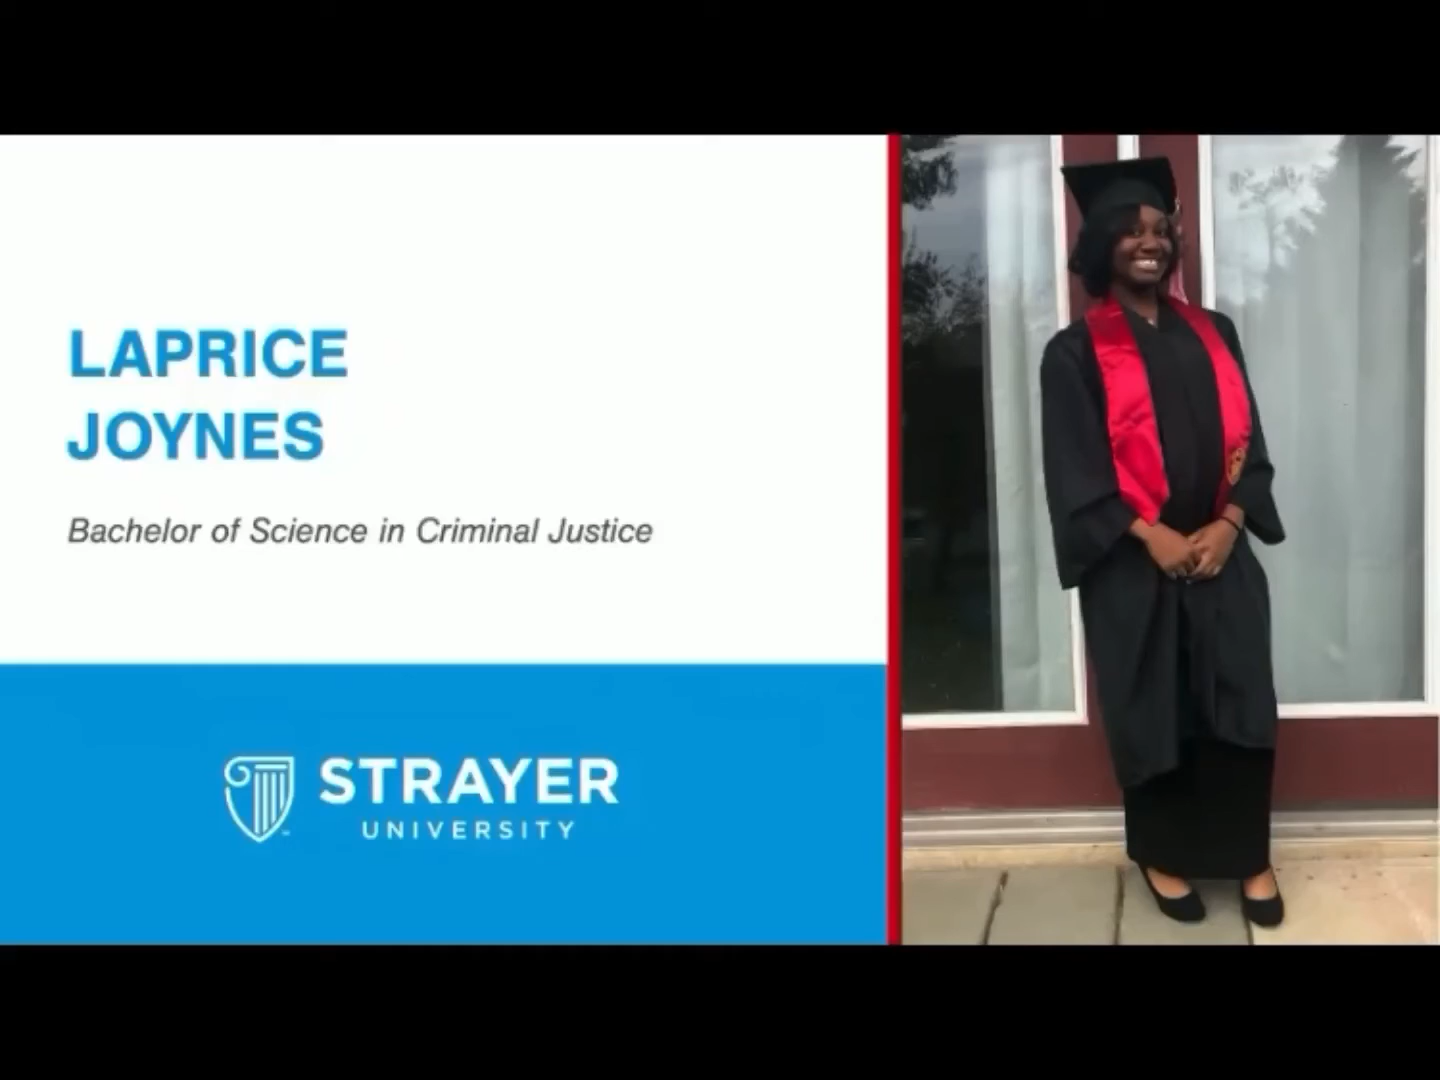 LAPRICE
JOYNES
Bachelor of Science in Criminal Justice
STRAYER
UNIVERSITY